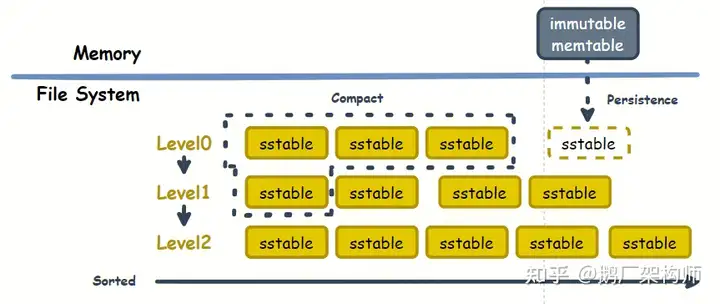 immutable
memtable
Memory
File System
Compact
Persistence
Level0
sstable sstable sstable sstable
Level1
sstable sstable sstable sstable
Level2
sstable sstable sstable sstable sstable
Sorted
知乎 @鹅厂架构师